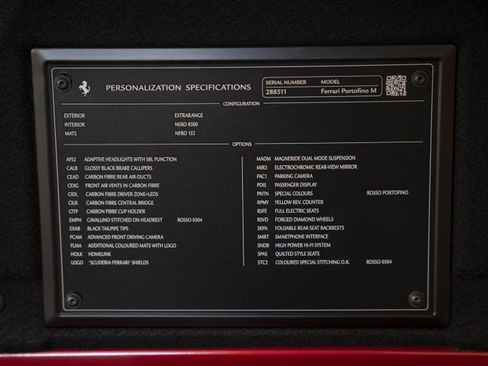 PERSONALIZATION SPECIFICATIONS
SERIAL NUMBER MODEL
288511 Ferrari Portofino M
CONFIGURATION
EXTERIOR EXTRARANGE
INTERIOR NERO 8500
MATS NERO 152
OPTIONS
AFS2 ADAPTIVE HEADLIGHTS WITH SBL FUNCTION
CALB GLOSSY BLACK BRAKE CALLIPERS
CEAD CARBON FIBRE REAR AIR-DUCTS
CENG FRONT AIR VENTS IN CARBON FIBRE
CIDL CARBON FIBRE DRIVER ZONE+LEDS
CILR CARBON FIBRE CENTRAL BRIDGE
CITP CARBON FIBRE CUP HOLDER
EMPH CAVALLINO STITCHED ON HEADREST ROSSO 0504
EXAB BLACK TAILPIPE TIPS
FCAM ADVANCED FRONT DRIVING CAMERA
FLMA ADDITIONAL COLOURED MATS WITH LOGO
HOLK HOMELINK
LOGO "SCUDERIA FERRARI" SHIELDS
MADM MAGNERIDE DUAL MODE SUSPENSION
MIR3 ELECTROCHROMIC REAR-VIEW MIRROR
PAC1 PARKING CAMERA
PDIS PASSENGER DISPLAY
PNTN SPECIAL COLOURS ROSSO PORTOFINO
RPMY YELLOW REV. COUNTER
RSFE FULL ELECTRIC SEATS
RSVD FORGED DIAMOND WHEELS
SKPA FOLDABLE REAR SEAT BACKRESTS
SMRT SMARTPHONE INTERFACE
SNDB HIGH POWER HI-FI SYSTEM
SPAS QUILTED STYLE SEATS
STC2 COLOURED SPECIAL STITCHING O.R. ROSSO 0504